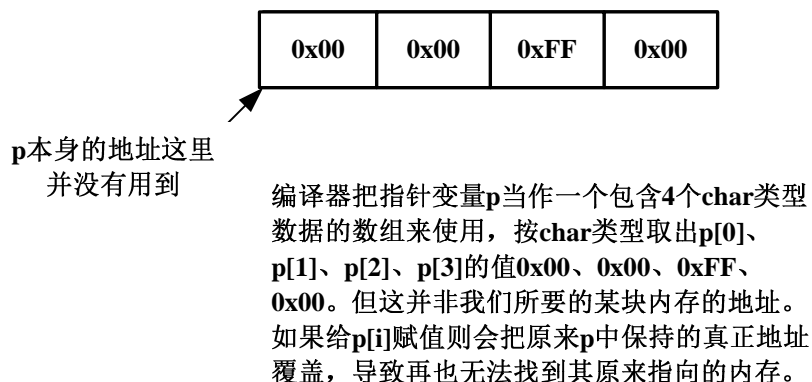 0x00 0x00 0xFF 0x00
p本身的地址这里
并没有用到
编译器把指针变量p当作一个包含4个char类型
数据的数组来使用，按char类型取出p[0]、
p[1]、p[2]、p[3]的值0x00、0x00、0xFF、
0x00。但这并非我们所要的某块内存的地址。
如果给p[i]赋值则会把原来p中保持的真正地址
覆盖，导致再也无法找到其原来指向的内存。